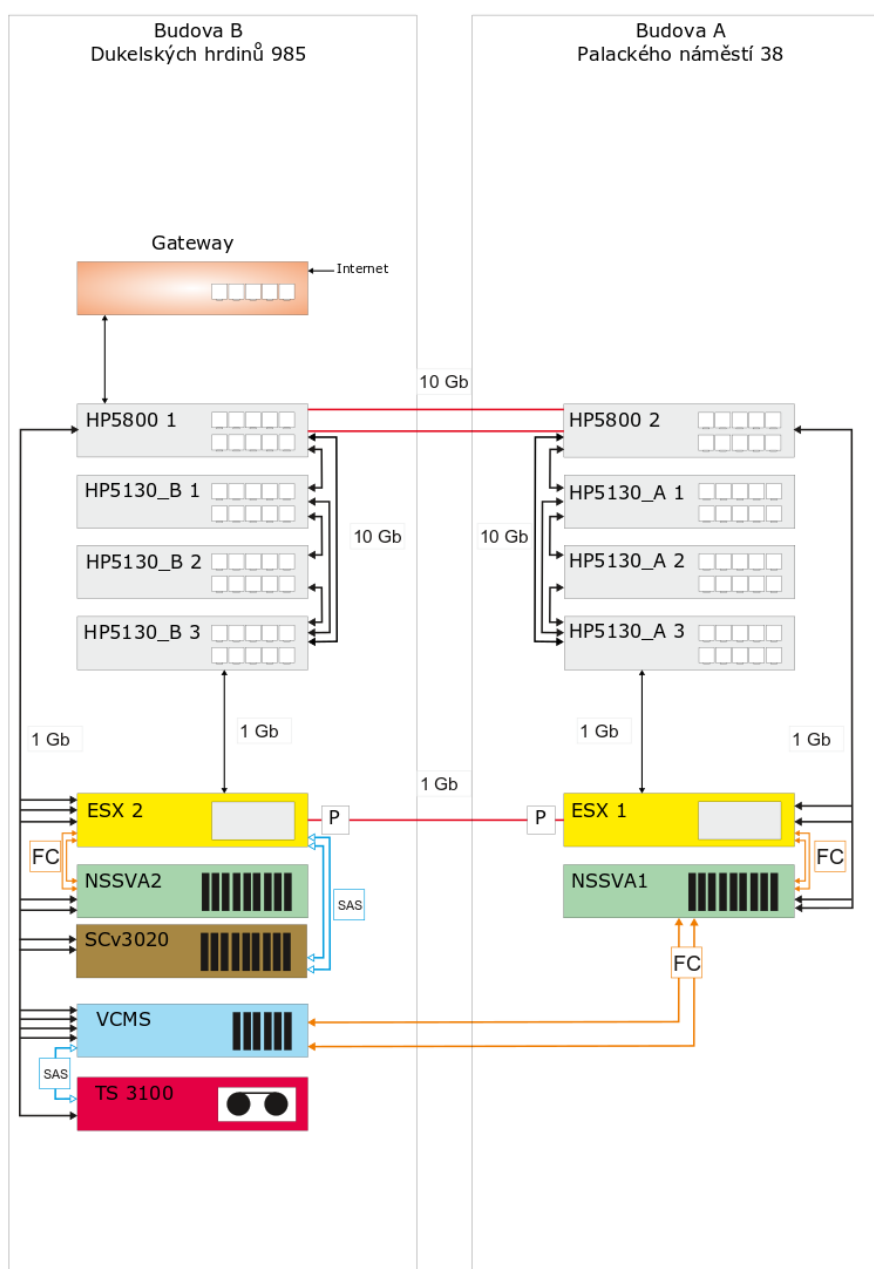 Budova B
Dukelských hrdinů 985
Budova A
Palackého náměstí 38
Gateway
Internet
10 Gb
HP5800 1
HP5800 2
HP5130_B 1
HP5130_A 1
10 Gb
10 Gb
HP5130_B 2
HP5130_A 2
HP5130_B 3
HP5130_A 3
1 Gb
1 Gb
1 Gb
1 Gb
1 Gb
ESX 2
P
P
ESX 1
FC
FC
NSSVA2
NSSVA1
SAS
SCv3020
FC
VCMS
SAS
TS 3100